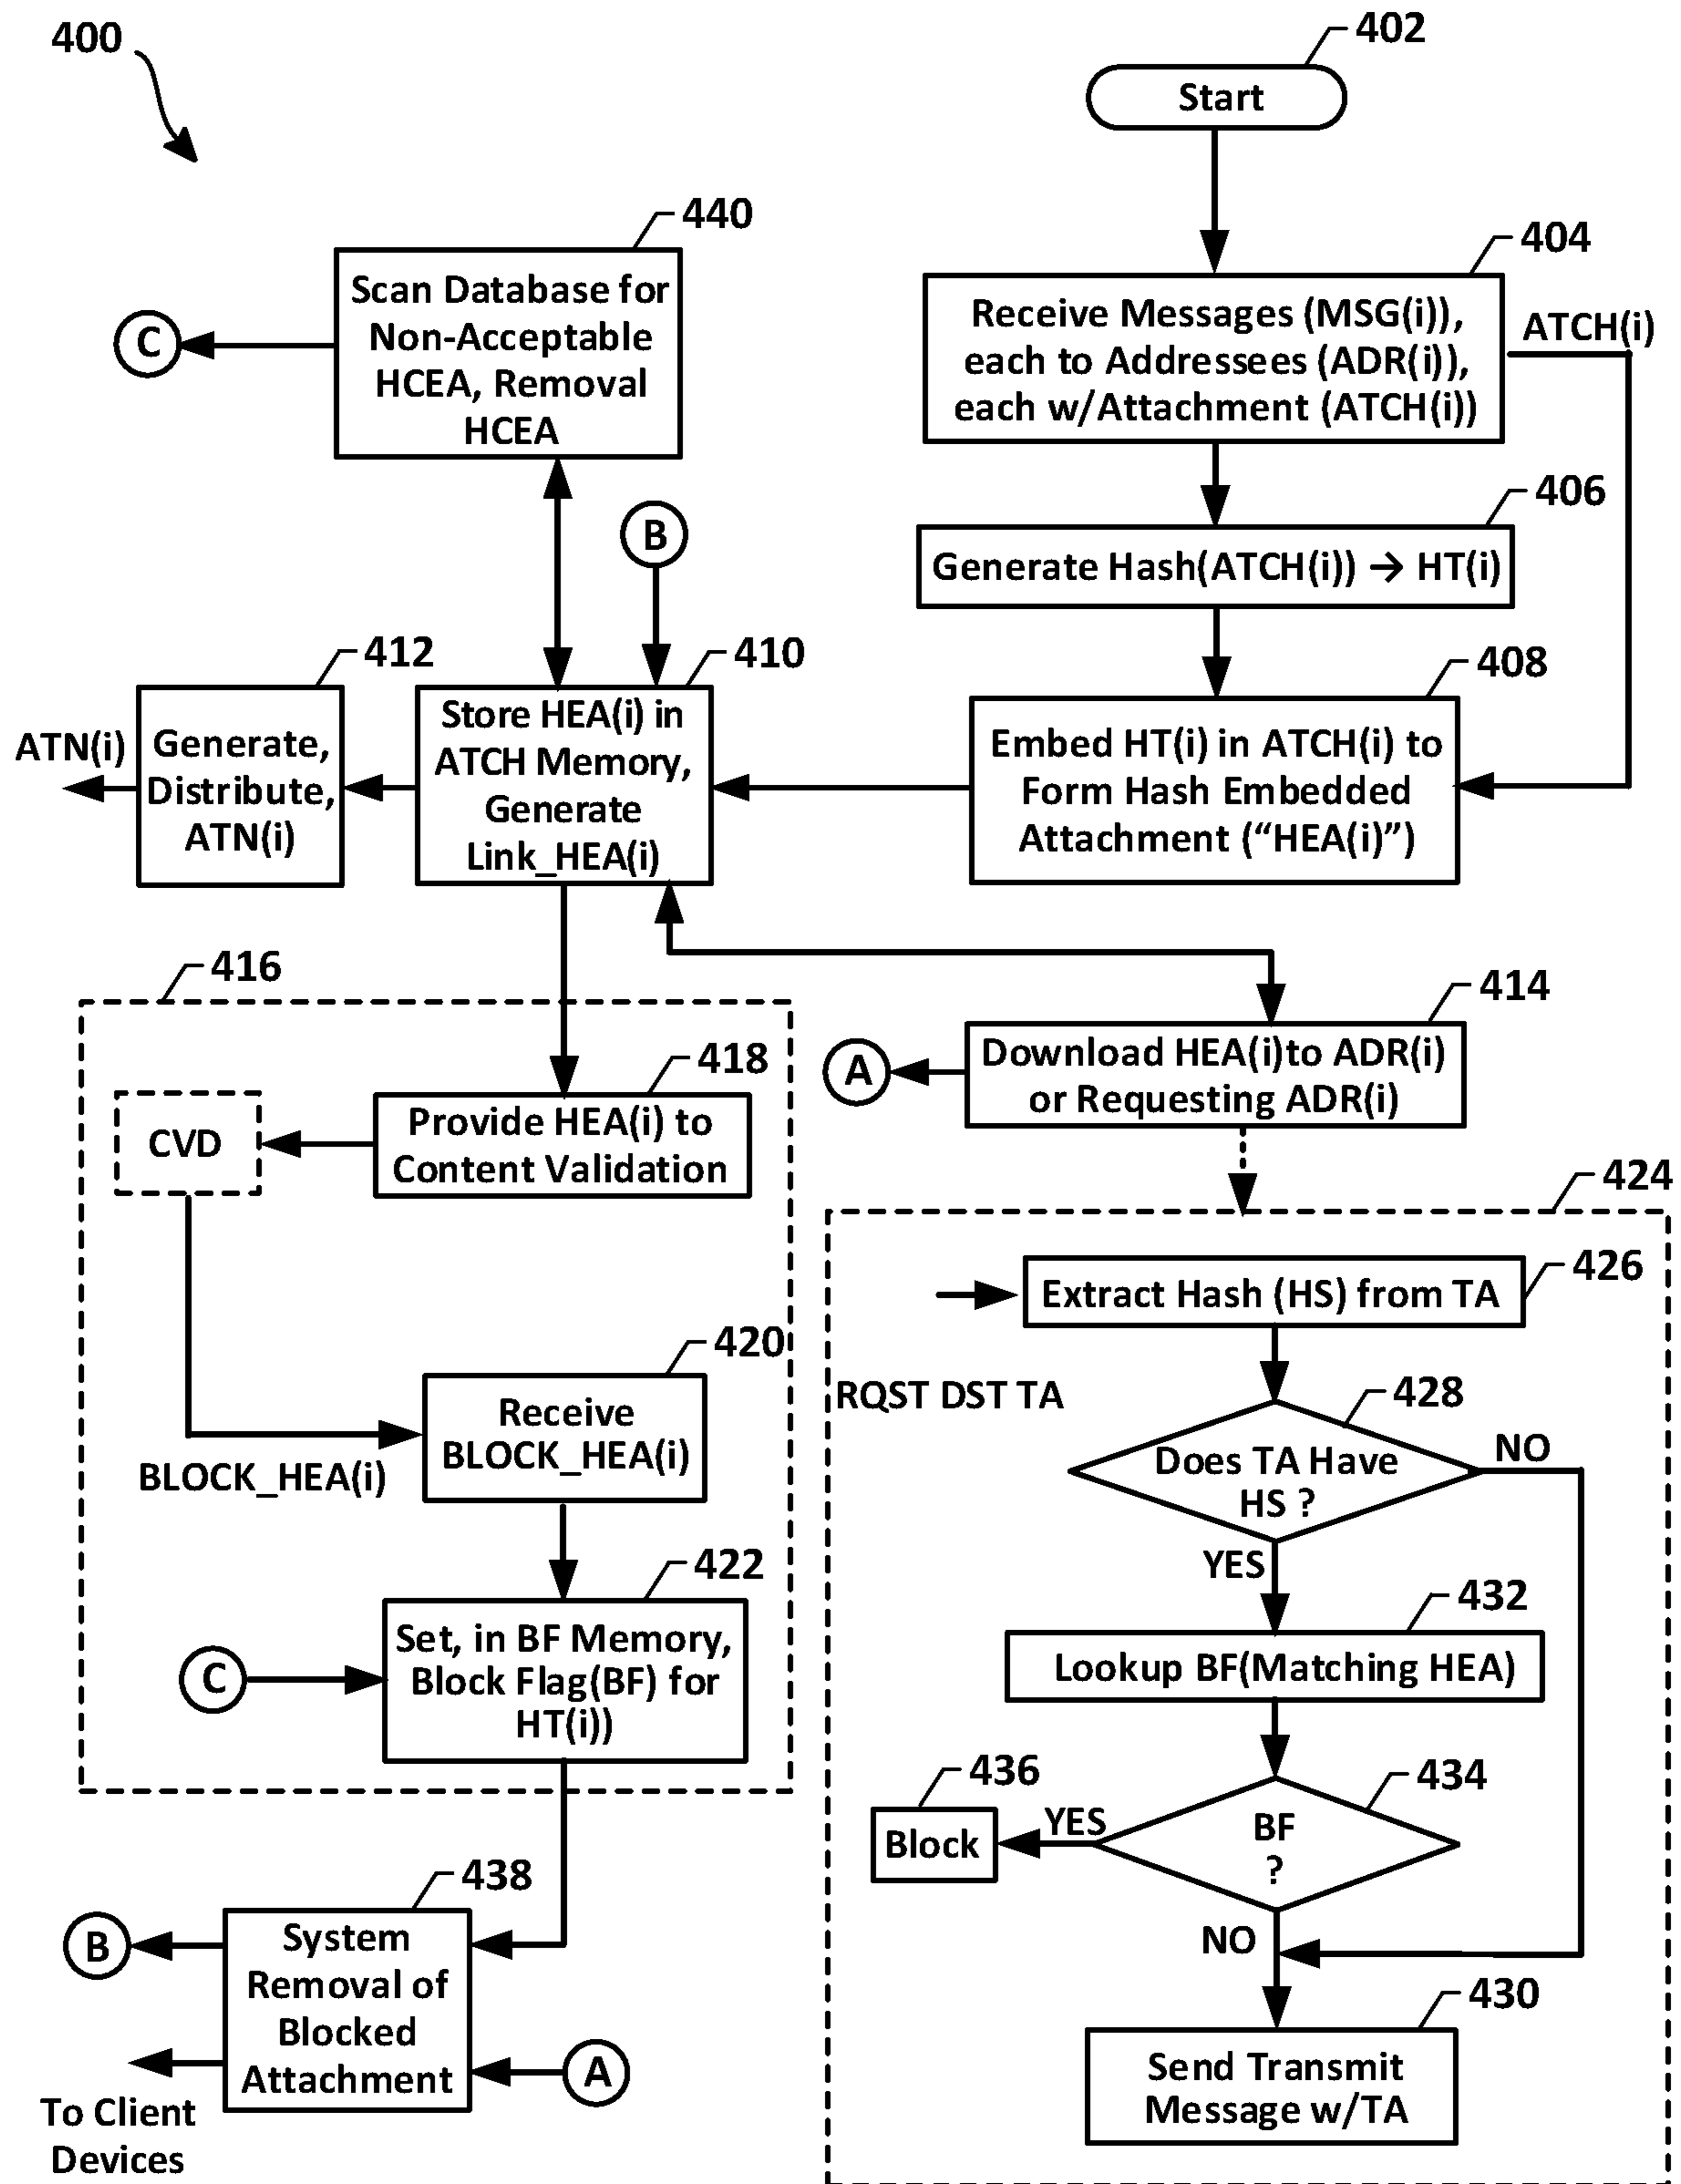 400
402
Start
440
Scan Database for
Non-Acceptable
HCEA, Removal
HCEA
C
404
Receive Messages (MSG(i)),
each to Addressees (ADR(i)),
each w/Attachment (ATCH(i))
ATCH(i)
406
Generate Hash(ATCH(i)) → HT(i)
B
412
ATN(i)
Generate,
Distribute,
ATN(i)
410
Store HEA(i) in
ATCH Memory,
Generate
Link_HEA(i)
408
Embed HT(i) in ATCH(i) to
Form Hash Embedded
Attachment (“HEA(i)”)
416
414
Download HEA(i)to ADR(i)
or Requesting ADR(i)
A
418
Provide HEA(i) to
Content Validation
CVD
424
426
Extract Hash (HS) from TA
RQST DST TA
420
Receive
BLOCK_HEA(i)
BLOCK_HEA(i)
428
Does TA Have
HS ?
NO
YES
422
Set, in BF Memory,
Block Flag(BF) for
HT(i))
C
432
Lookup BF(Matching HEA)
434
BF
?
YES
436
Block
NO
438
System
Removal of
Blocked
Attachment
B
A
To Client
Devices
430
Send Transmit
Message w/TA